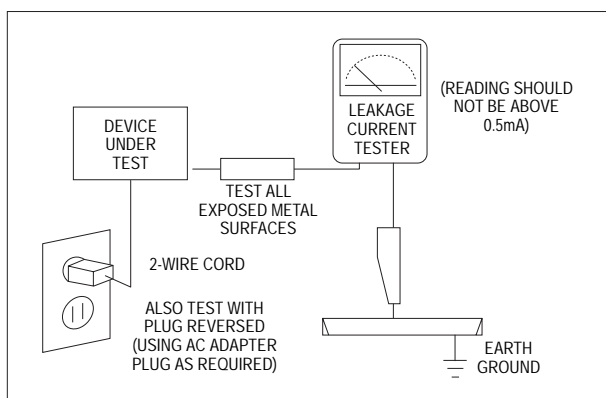 DEVICE
UNDER
TEST
LEAKAGE
CURRENT
TESTER
(READING SHOULD
NOT BE ABOVE
0.5mA)
TEST ALL
EXPOSED METAL
SURFACES
2-WIRE CORD
ALSO TEST WITH
PLUG REVERSED
(USING AC ADAPTER
PLUG AS REQUIRED)
EARTH
GROUND